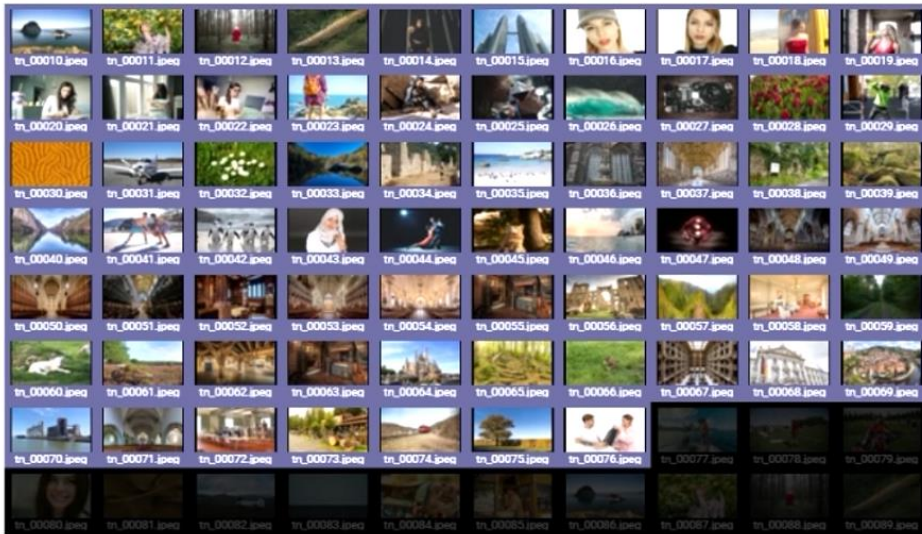 tn_00010.jpeg tn_00011.jpeg tn_00012.jpeg tn_00013.jpeg tn_00014.jpeg tn_00015.jpeg tn_00016.jpeg tn_00017.jpeg tn_00018.jpeg tn_00019.jpeg
tn_00020.jpeg tn_00021.jpeg tn_00022.jpeg tn_00023.jpeg tn_00024.jpeg tn_00025.jpeg tn_00026.jpeg tn_00027.jpeg tn_00028.jpeg tn_00029.jpeg
tn_00030.jpeg tn_00031.jpeg tn_00032.jpeg tn_00033.jpeg tn_00034.jpeg tn_00035.jpeg tn_00036.jpeg tn_00037.jpeg tn_00038.jpeg tn_00039.jpeg
tn_00040.jpeg tn_00041.jpeg tn_00042.jpeg tn_00043.jpeg tn_00044.jpeg tn_00045.jpeg tn_00046.jpeg tn_00047.jpeg tn_00048.jpeg tn_00049.jpeg
tn_00050.jpeg tn_00051.jpeg tn_00052.jpeg tn_00053.jpeg tn_00054.jpeg tn_00055.jpeg tn_00056.jpeg tn_00057.jpeg tn_00058.jpeg tn_00059.jpeg
tn_00060.jpeg tn_00061.jpeg tn_00062.jpeg tn_00063.jpeg tn_00064.jpeg tn_00065.jpeg tn_00066.jpeg tn_00067.jpeg tn_00068.jpeg tn_00069.jpeg
tn_00070.jpeg tn_00071.jpeg tn_00072.jpeg tn_00073.jpeg tn_00074.jpeg tn_00075.jpeg tn_00076.jpeg tn_00077.jpeg tn_00078.jpeg tn_00079.jpeg
tn_00080.jpeg tn_00081.jpeg tn_00082.jpeg tn_00083.jpeg tn_00084.jpeg tn_00085.jpeg tn_00086.jpeg tn_00087.jpeg tn_00088.jpeg tn_00089.jpeg